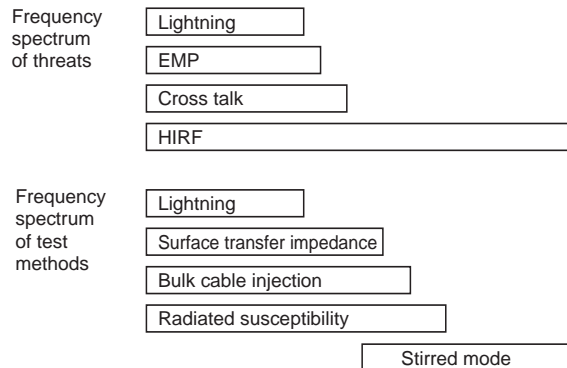 Frequency
spectrum
of threats
Lightning
EMP
Cross talk
HIRF
Frequency
spectrum
of test
methods
Lightning
Surface transfer impedance
Bulk cable injection
Radiated susceptibility
Stirred mode